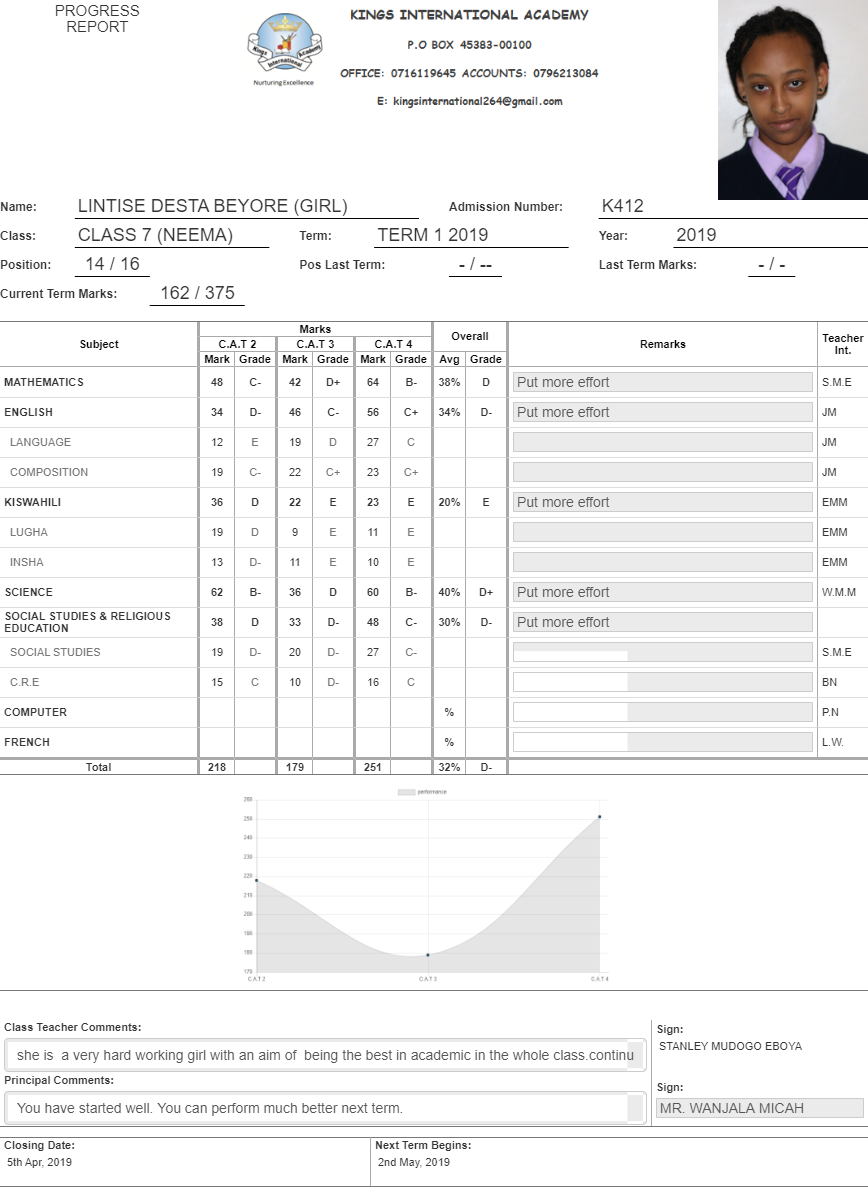 PROGRESS
REPORT
Kings International Academy
Nurturing Excellence
KINGS INTERNATIONAL ACADEMY
P.O BOX 45383-00100
OFFICE: 0716119645 ACCOUNTS: 0796213084
E: kingsinternational264@gmail.com
Name: LINTISE DESTA BEYORE (GIRL) Admission Number: K412
Class: CLASS 7 (NEEMA) Term: TERM 1 2019 Year: 2019
Position: 14 / 16 Pos Last Term: - / -- Last Term Marks: - / -
Current Term Marks: 162 / 375
Subject Marks Overall Remarks Teacher Int.
C.A.T 2 C.A.T 3 C.A.T 4
Mark Grade Mark Grade Mark Grade Avg Grade
MATHEMATICS 48 C- 42 D+ 64 B- 38% D Put more effort S.M.E
ENGLISH 34 D- 46 C- 56 C+ 34% D- Put more effort JM
LANGUAGE 12 E 19 D 27 C JM
COMPOSITION 19 C- 22 C+ 23 C+ JM
KISWAHILI 36 D 22 E 23 E 20% E Put more effort EMM
LUGHA 19 D 9 E 11 E EMM
INSHA 13 D- 11 E 10 E EMM
SCIENCE 62 B- 36 D 60 B- 40% D+ Put more effort W.M.M
SOCIAL STUDIES & RELIGIOUS
EDUCATION 38 D 33 D- 48 C- 30% D- Put more effort
SOCIAL STUDIES 19 D- 20 D- 27 C- S.M.E
C.R.E 15 C 10 D- 16 C BN
COMPUTER % P.N
FRENCH % L.W.
Total 218 179 251 32% D-
performance
260
250
240
230
220
210
200
190
180
170
C.A.T 2 C.A.T 3 C.A.T 4
Class Teacher Comments:
she is a very hard working girl with an aim of being the best in academic in the whole class.continu
Sign:
STANLEY MUDOGO EBOYA
Principal Comments:
You have started well. You can perform much better next term.
Sign:
MR. WANJALA MICAH
Closing Date: Next Term Begins:
5th Apr, 2019 2nd May, 2019